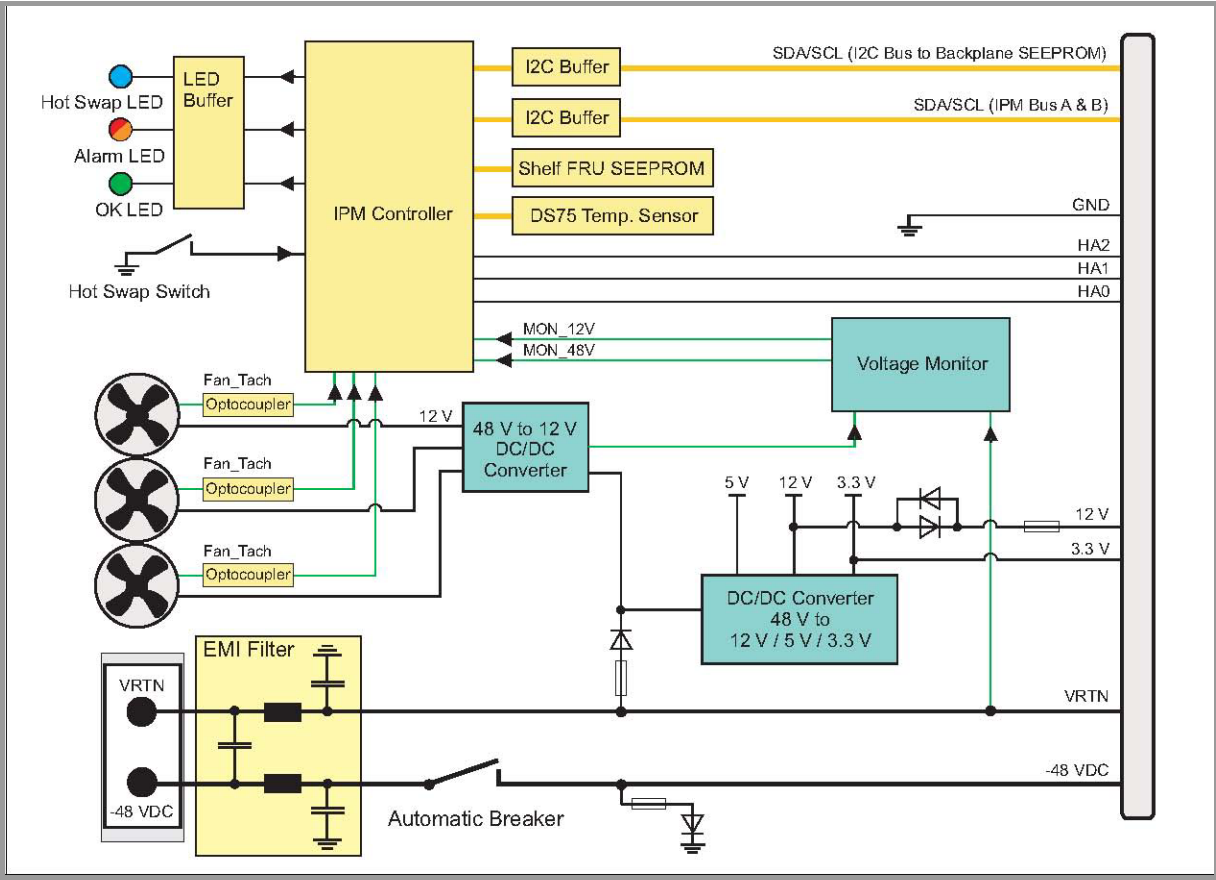 SDA/SCL (I2C Bus to Backplane SEEPROM)
I2C Buffer
LED
Buffer
Hot Swap LED
SDA/SCL (IPM Bus A & B)
I2C Buffer
Alarm LED
Shelf FRU SEEPROM
OK LED
IPM Controller
DS75 Temp. Sensor
GND
HA2
HA1
HA0
Hot Swap Switch
MON_12V
MON_48V
Voltage Monitor
Fan_Tach
Optocoupler
12 V
48 V to 12 V
DC/DC
Converter
Fan_Tach
Optocoupler
5 V
12 V
3.3 V
12 V
3.3 V
Fan_Tach
Optocoupler
DC/DC Converter
48 V to
12 V / 5 V / 3.3 V
EMI Filter
VRTN
VRTN
-48 VDC
-48 VDC
Automatic Breaker